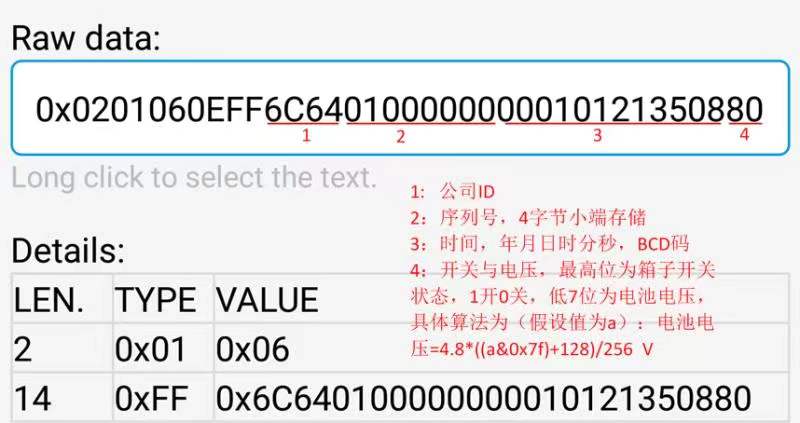 Raw data:
0x0201060EFF6C640100000000010121350880
1 2 3 4
Long click to select the text.
1: 公司ID
2：序列号，4字节小端存储
3：时间，年月日时分秒，BCD码
4：开关与电压，最高位为箱子开关
状态，1开0关，低7位为电池电压，
具体算法为（假设值为a）：电池电
压=4.8*((a&0x7f)+128)/256 V
Details:
LEN. TYPE VALUE
2 0x01 0x06
14 0xFF 0x6C640100000000010121350880